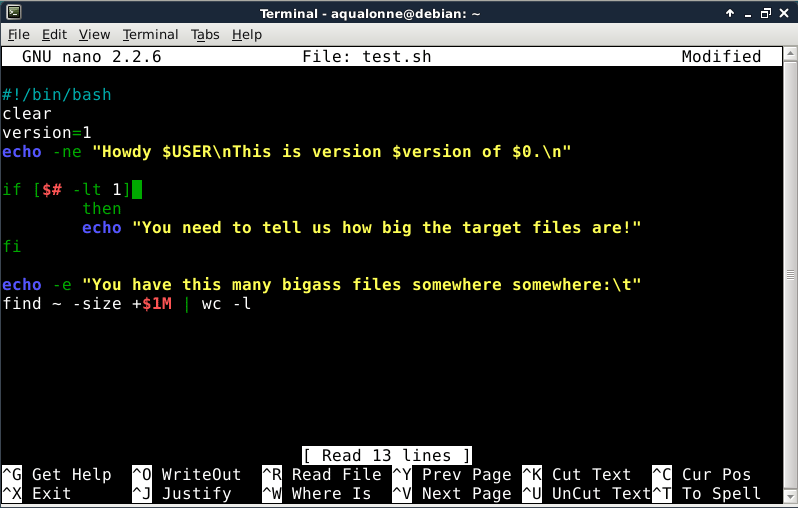 Terminal - aqualonne@debian: ~
File Edit View Terminal Tabs Help
GNU nano 2.2.6 File: test.sh Modified
#!/bin/bash
clear
version=1
echo -ne "Howdy $USER\nThis is version $version of $0.\n"
if [$# -lt 1]
then
echo "You need to tell us how big the target files are!"
fi
echo -e "You have this many bigass files somewhere somewhere:\t"
find ~ -size +$1M | wc -l
[ Read 13 lines ]
^G Get Help ^O WriteOut ^R Read File ^Y Prev Page ^K Cut Text ^C Cur Pos
^X Exit ^J Justify ^W Where Is ^V Next Page ^U UnCut Text ^T To Spell